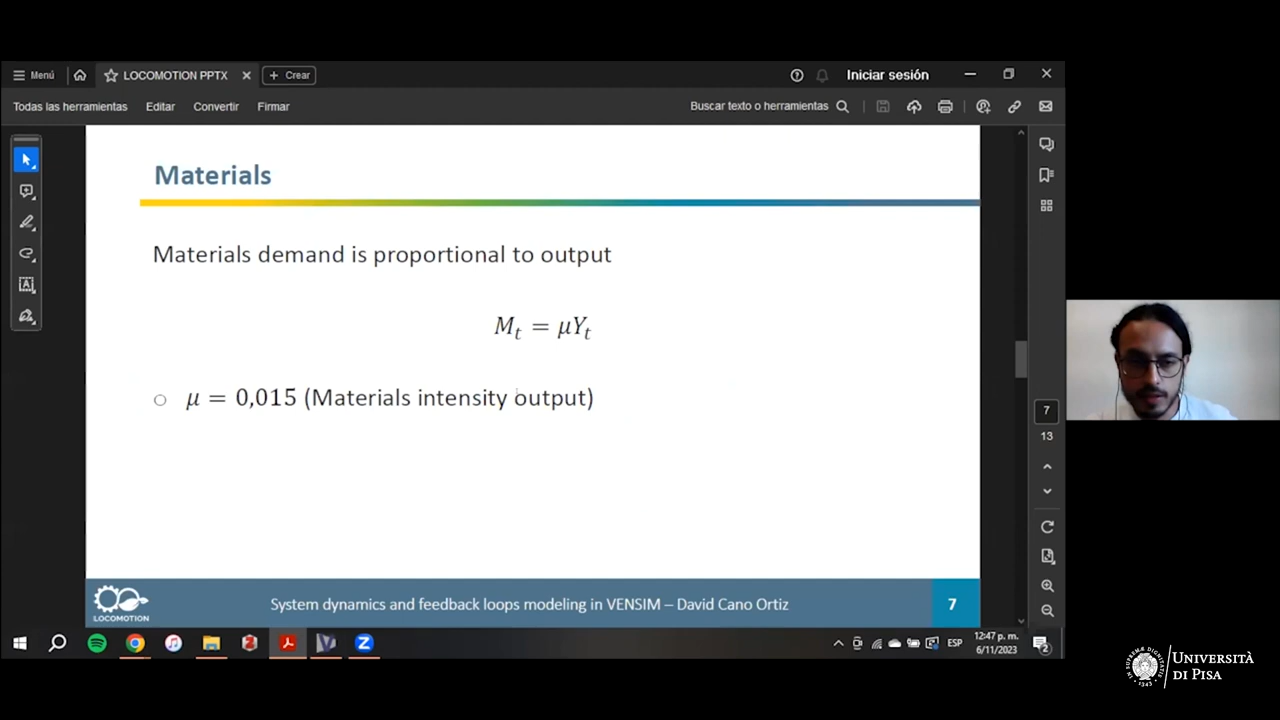 Menú
LOCOMOTION PPTX
Crear
Iniciar sesión
Todas las herramientas
Editar
Convertir
Firmar
Buscar texto o herramientas
Materials
Materials demand is proportional to output
M_t = μY_t
μ = 0,015 (Materials intensity output)
7
13
LOCOMOTION
System dynamics and feedback loops modeling in VENSIM – David Cano Ortiz
7
ESP
12:47 p. m.
6/11/2023
2
UNIVERSITÀ
DI PISA